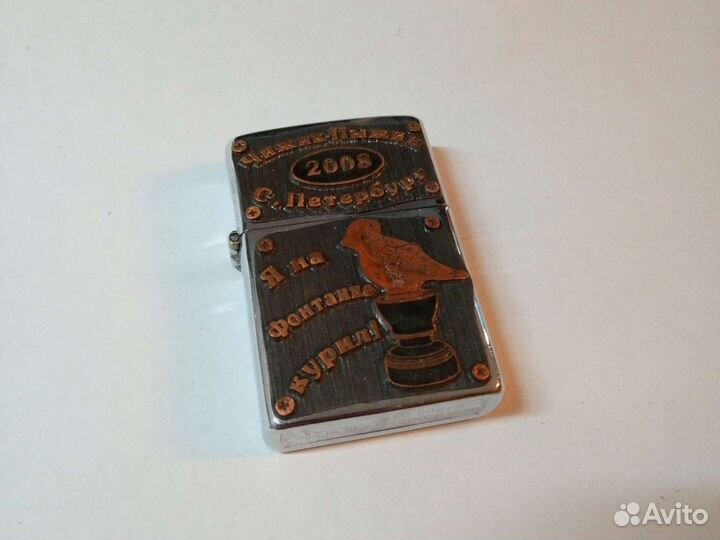 Чижик-Пыжик
2008
С. Петербург
Я на
Фонтанке
курил!
Avito